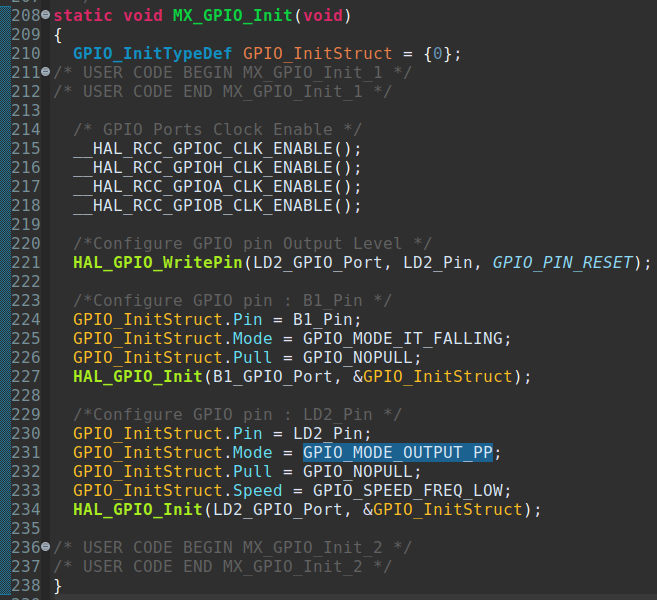 208 static void MX_GPIO_Init(void)
209 {
210   GPIO_InitTypeDef GPIO_InitStruct = {0};
211 /* USER CODE BEGIN MX_GPIO_Init_1 */
212 /* USER CODE END MX_GPIO_Init_1 */
213
214   /* GPIO Ports Clock Enable */
215   __HAL_RCC_GPIOC_CLK_ENABLE();
216   __HAL_RCC_GPIOH_CLK_ENABLE();
217   __HAL_RCC_GPIOA_CLK_ENABLE();
218   __HAL_RCC_GPIOB_CLK_ENABLE();
219
220   /*Configure GPIO pin Output Level */
221   HAL_GPIO_WritePin(LD2_GPIO_Port, LD2_Pin, GPIO_PIN_RESET);
222
223   /*Configure GPIO pin : B1_Pin */
224   GPIO_InitStruct.Pin = B1_Pin;
225   GPIO_InitStruct.Mode = GPIO_MODE_IT_FALLING;
226   GPIO_InitStruct.Pull = GPIO_NOPULL;
227   HAL_GPIO_Init(B1_GPIO_Port, &GPIO_InitStruct);
228
229   /*Configure GPIO pin : LD2_Pin */
230   GPIO_InitStruct.Pin = LD2_Pin;
231   GPIO_InitStruct.Mode = GPIO_MODE_OUTPUT_PP;
232   GPIO_InitStruct.Pull = GPIO_NOPULL;
233   GPIO_InitStruct.Speed = GPIO_SPEED_FREQ_LOW;
234   HAL_GPIO_Init(LD2_GPIO_Port, &GPIO_InitStruct);
235
236 /* USER CODE BEGIN MX_GPIO_Init_2 */
237 /* USER CODE END MX_GPIO_Init_2 */
238 }